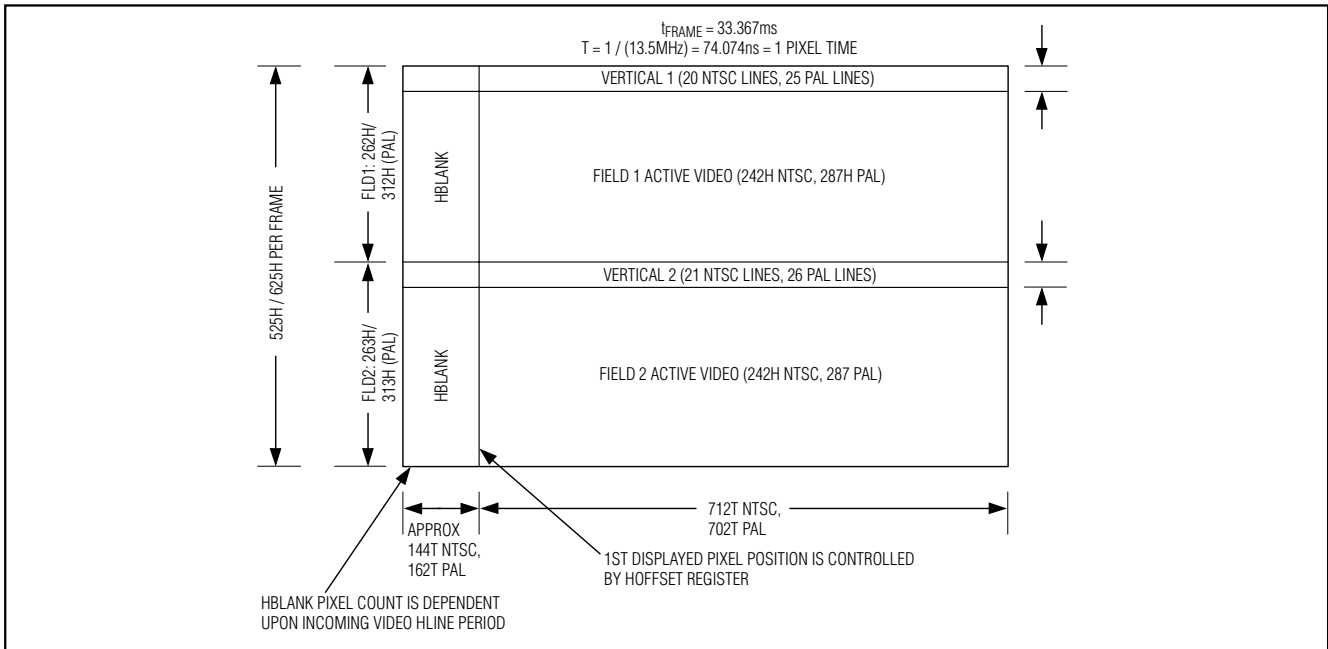 tFRAME = 33.367ms
T = 1 / (13.5MHz) = 74.074ns = 1 PIXEL TIME
VERTICAL 1 (20 NTSC LINES, 25 PAL LINES)
525H / 625H PER FRAME
FLD1: 262H/
312H (PAL)
HBLANK
FIELD 1 ACTIVE VIDEO (242H NTSC, 287H PAL)
VERTICAL 2 (21 NTSC LINES, 26 PAL LINES)
FLD2: 263H/
313H (PAL)
HBLANK
FIELD 2 ACTIVE VIDEO (242H NTSC, 287 PAL)
APPROX
144T NTSC,
162T PAL
712T NTSC,
702T PAL
1ST DISPLAYED PIXEL POSITION IS CONTROLLED
BY HOFFSET REGISTER
HBLANK PIXEL COUNT IS DEPENDENT
UPON INCOMING VIDEO HLINE PERIOD